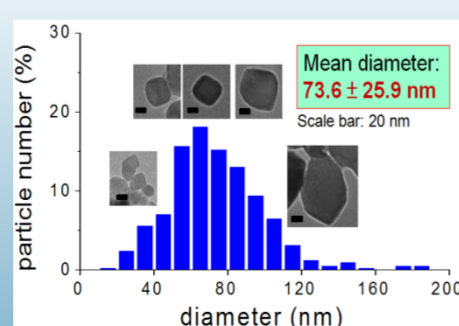 30
20
10
0
particle number (%)
Mean diameter:
73.6 ± 25.9 nm
Scale bar: 20 nm
0 40 80 120 160 200
diameter (nm)